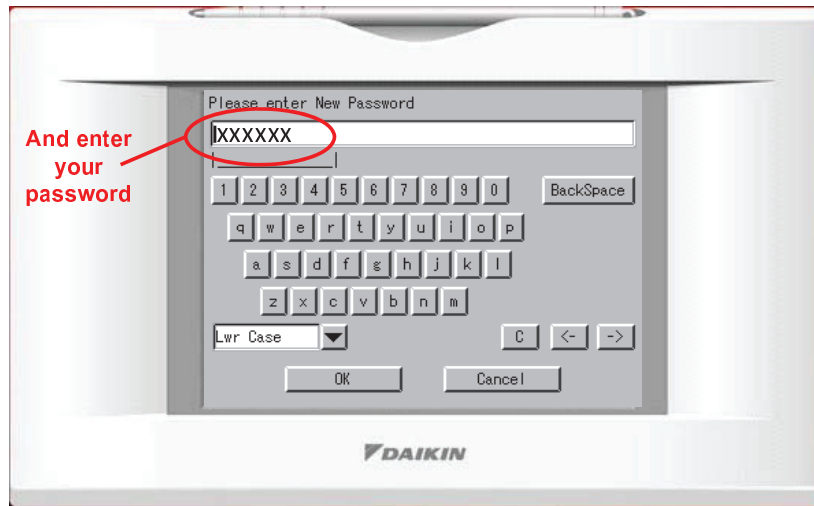 Please enter New Password
XXXXXX
And enter
your
password
1 2 3 4 5 6 7 8 9 0 BackSpace
q w e r t y u i o p
a s d f g h j k l
z x c v b n m
Lwr Case C <- ->
OK Cancel
DAIKIN